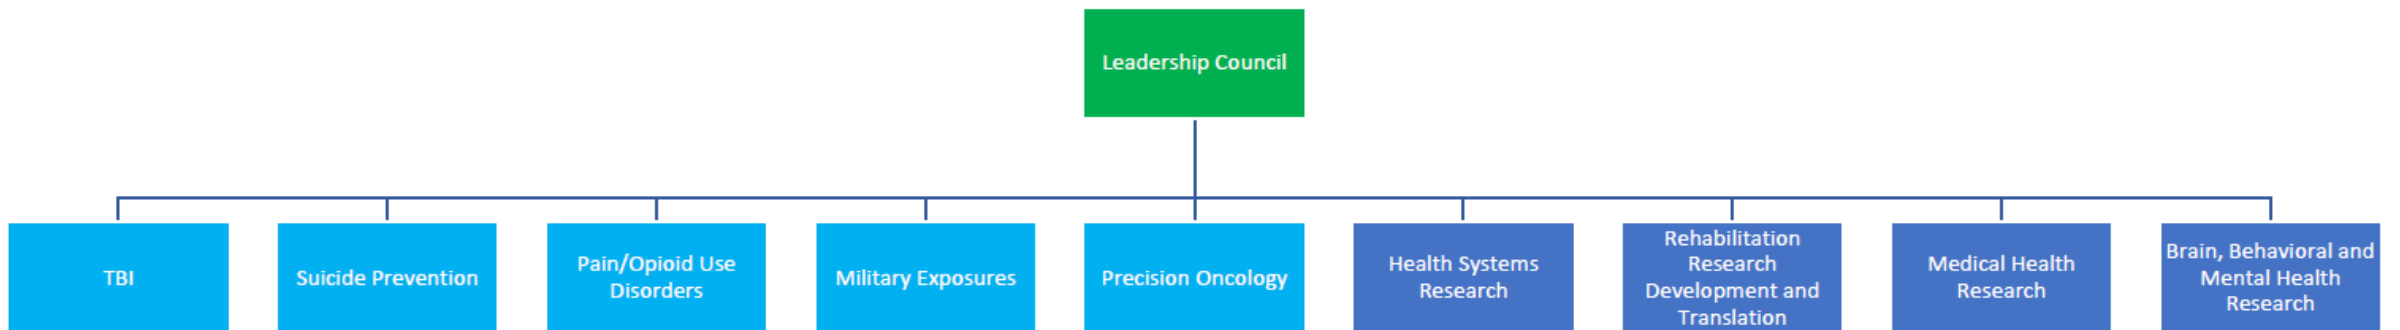 Leadership Council
TBI
Suicide Prevention
Pain/Opioid Use
Disorders
Military Exposures
Precision Oncology
Health Systems
Research
Rehabilitation
Research
Development and
Translation
Medical Health
Research
Brain, Behavioral and
Mental Health
Research